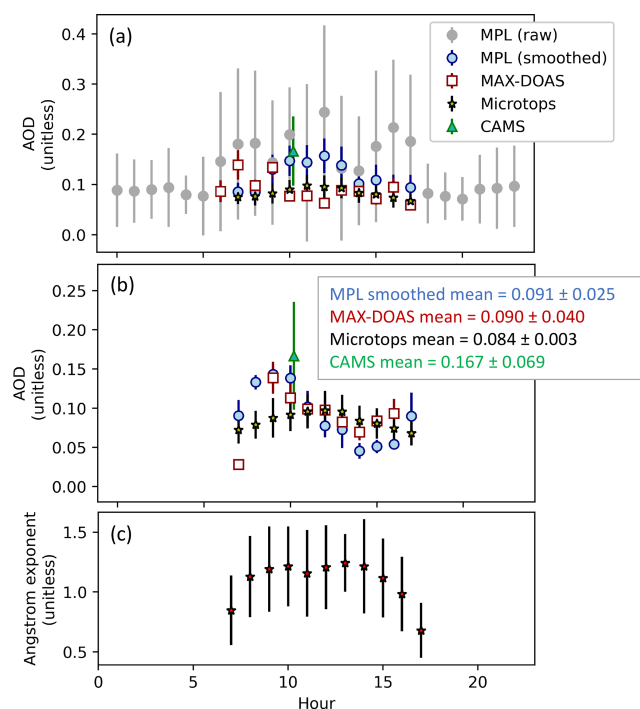 (a)
0.4
0.3
0.2
0.1
0.0
AOD
(unitless)
MPL (raw)
MPL (smoothed)
MAX-DOAS
Microtops
CAMS
(b)
0.25
0.20
0.15
0.10
0.05
0.00
AOD
(unitless)
MPL smoothed mean = 0.091 ± 0.025
MAX-DOAS mean = 0.090 ± 0.040
Microtops mean = 0.084 ± 0.003
CAMS mean = 0.167 ± 0.069
(c)
1.5
1.0
0.5
Angstrom exponent
(unitless)
0
5
10
15
20
Hour